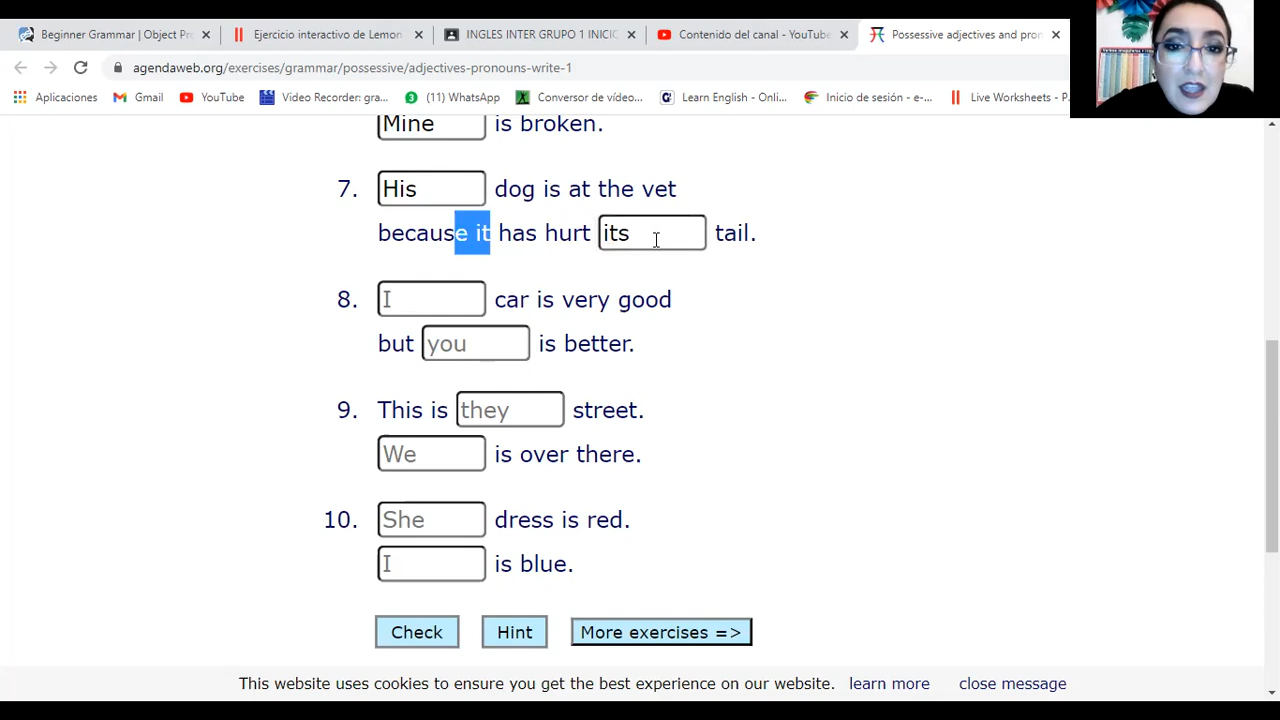 Beginner Grammar | Object Pro
Ejercicio interactivo de Lemon
INGLES INTER GRUPO 1 INICIO
Contenido del canal - YouTube
Possessive adjectives and pron
agendaweb.org/exercises/grammar/possessive/adjectives-pronouns-write-1
Aplicaciones
Gmail
YouTube
Video Recorder: gra...
(11) WhatsApp
Conversor de vídeo...
Learn English - Onli...
Inicio de sesión - e-...
Live Worksheets - P
Mine is broken.
7. His dog is at the vet
because it has hurt its tail.
8. I car is very good
but you is better.
9. This is they street.
We is over there.
10. She dress is red.
I is blue.
Check Hint More exercises =>
This website uses cookies to ensure you get the best experience on our website. learn more close message